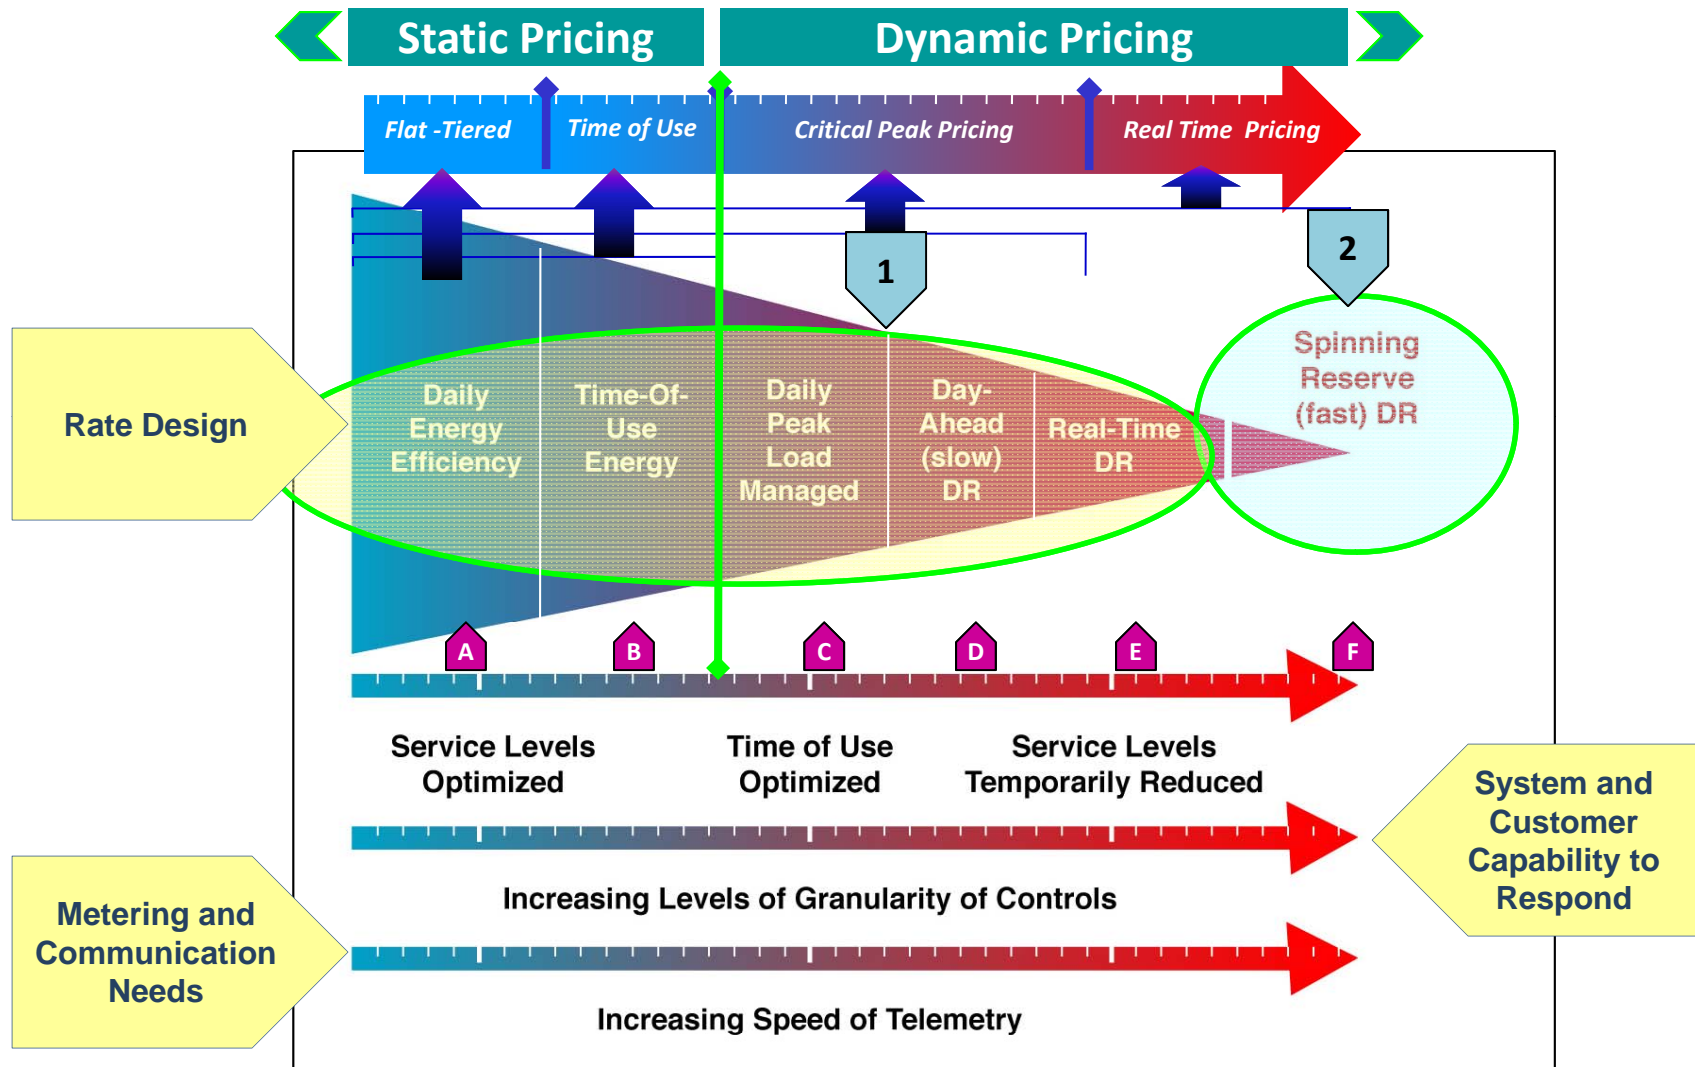 Static Pricing
Dynamic Pricing
Flat -Tiered
Time of Use
Critical Peak Pricing
Real Time  Pricing
1
2
Rate Design
Daily
Energy
Efficiency
Time-Of-
Use
Energy
Daily
Peak
Load
Managed
Day-
Ahead
(slow)
DR
Real-Time
DR
Spinning
Reserve
(fast) DR
A
B
C
D
E
F
Service Levels
Optimized
Time of Use
Optimized
Service Levels
Temporarily Reduced
System and
Customer
Capability to
Respond
Increasing Levels of Granularity of Controls
Metering and
Communication
Needs
Increasing Speed of Telemetry